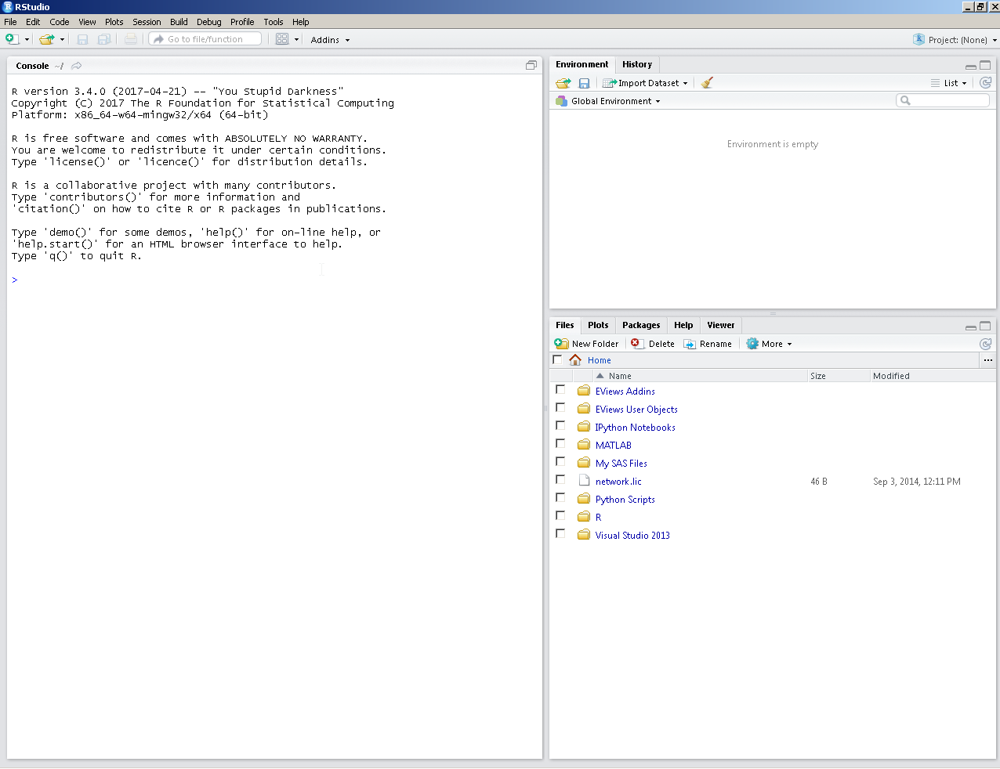 RStudio
File Edit Code View Plots Session Build Debug Profile Tools Help
Go to file/function Addins Project: (None)
Console ~/
R version 3.4.0 (2017-04-21) -- "You Stupid Darkness"
Copyright (C) 2017 The R Foundation for Statistical Computing
Platform: x86_64-w64-mingw32/x64 (64-bit)
R is free software and comes with ABSOLUTELY NO WARRANTY.
You are welcome to redistribute it under certain conditions.
Type 'license()' or 'licence()' for distribution details.
R is a collaborative project with many contributors.
Type 'contributors()' for more information and
'citation()' on how to cite R or R packages in publications.
Type 'demo()' for some demos, 'help()' for on-line help, or
'help.start()' for an HTML browser interface to help.
Type 'q()' to quit R.
>
Environment History
Import Dataset List
Global Environment
Environment is empty
Files Plots Packages Help Viewer
New Folder Delete Rename More
Home ...
Name Size Modified
EViews Addins
EViews User Objects
IPython Notebooks
MATLAB
My SAS Files
network.lic 46 B Sep 3, 2014, 12:11 PM
Python Scripts
R
Visual Studio 2013